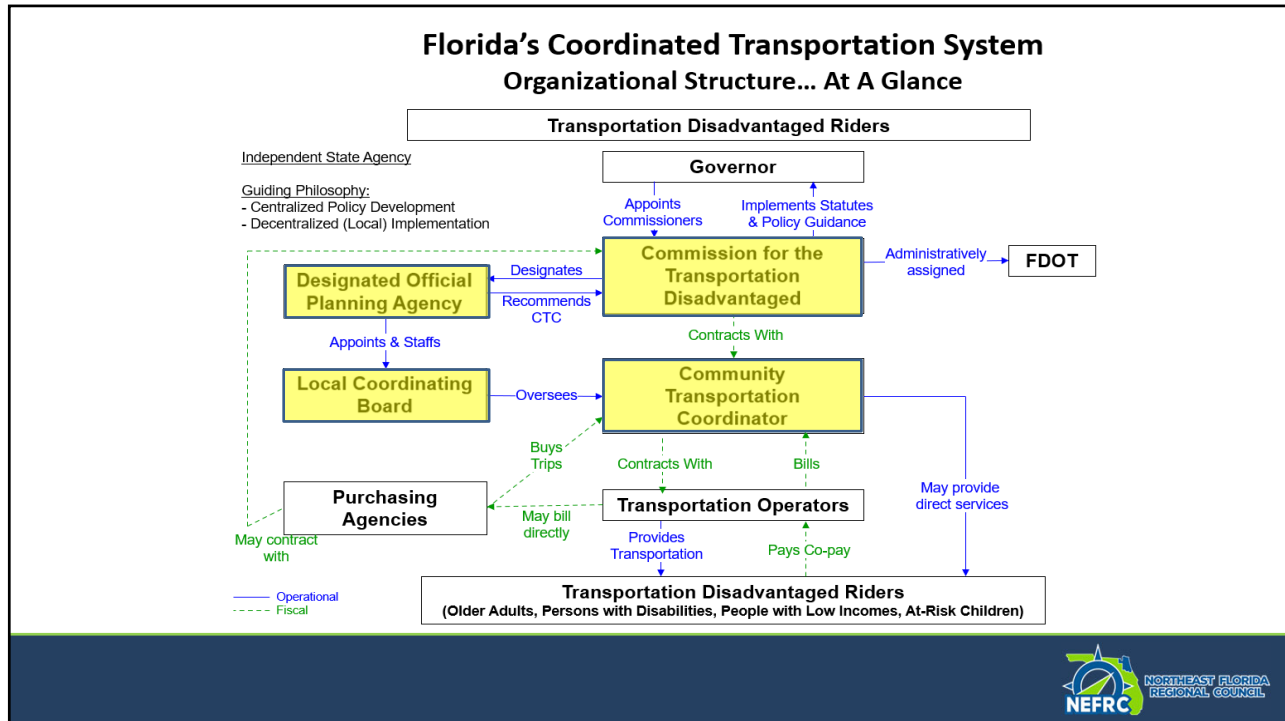 Florida's Coordinated Transportation System
Organizational Structure... At A Glance
Transportation Disadvantaged Riders
Independent State Agency
Guiding Philosophy:
- Centralized Policy Development
- Decentralized (Local) Implementation
Governor
Appoints
Commissioners
Implements Statutes
& Policy Guidance
Commission for the
Transportation
Disadvantaged
Administratively
assigned
FDOT
Designated Official
Planning Agency
Designates
Recommends
CTC
Appoints & Staffs
Contracts With
Local Coordinating
Board
Oversees
Community
Transportation
Coordinator
Buys
Trips
Contracts With
Bills
May provide
direct services
Purchasing
Agencies
May bill
directly
Transportation Operators
May contract
with
Provides
Transportation
Pays Co-pay
Transportation Disadvantaged Riders
(Older Adults, Persons with Disabilities, People with Low Incomes, At-Risk Children)
Operational
Fiscal
NEFRC
NORTHEAST FLORIDA
REGIONAL COUNCIL